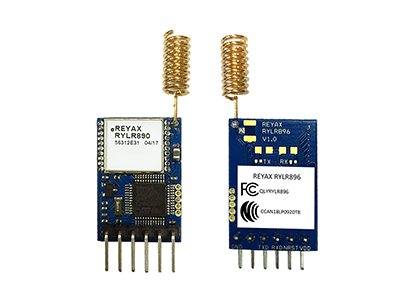 REYAX
RYLR890
56312E31 04/17
REYAX
RYLR896
V1.0
TX RX
REYAX RYLR896
FC
QLYRYLR896
CCAN18LP0920T8
GND TXD RXD NRST VDD